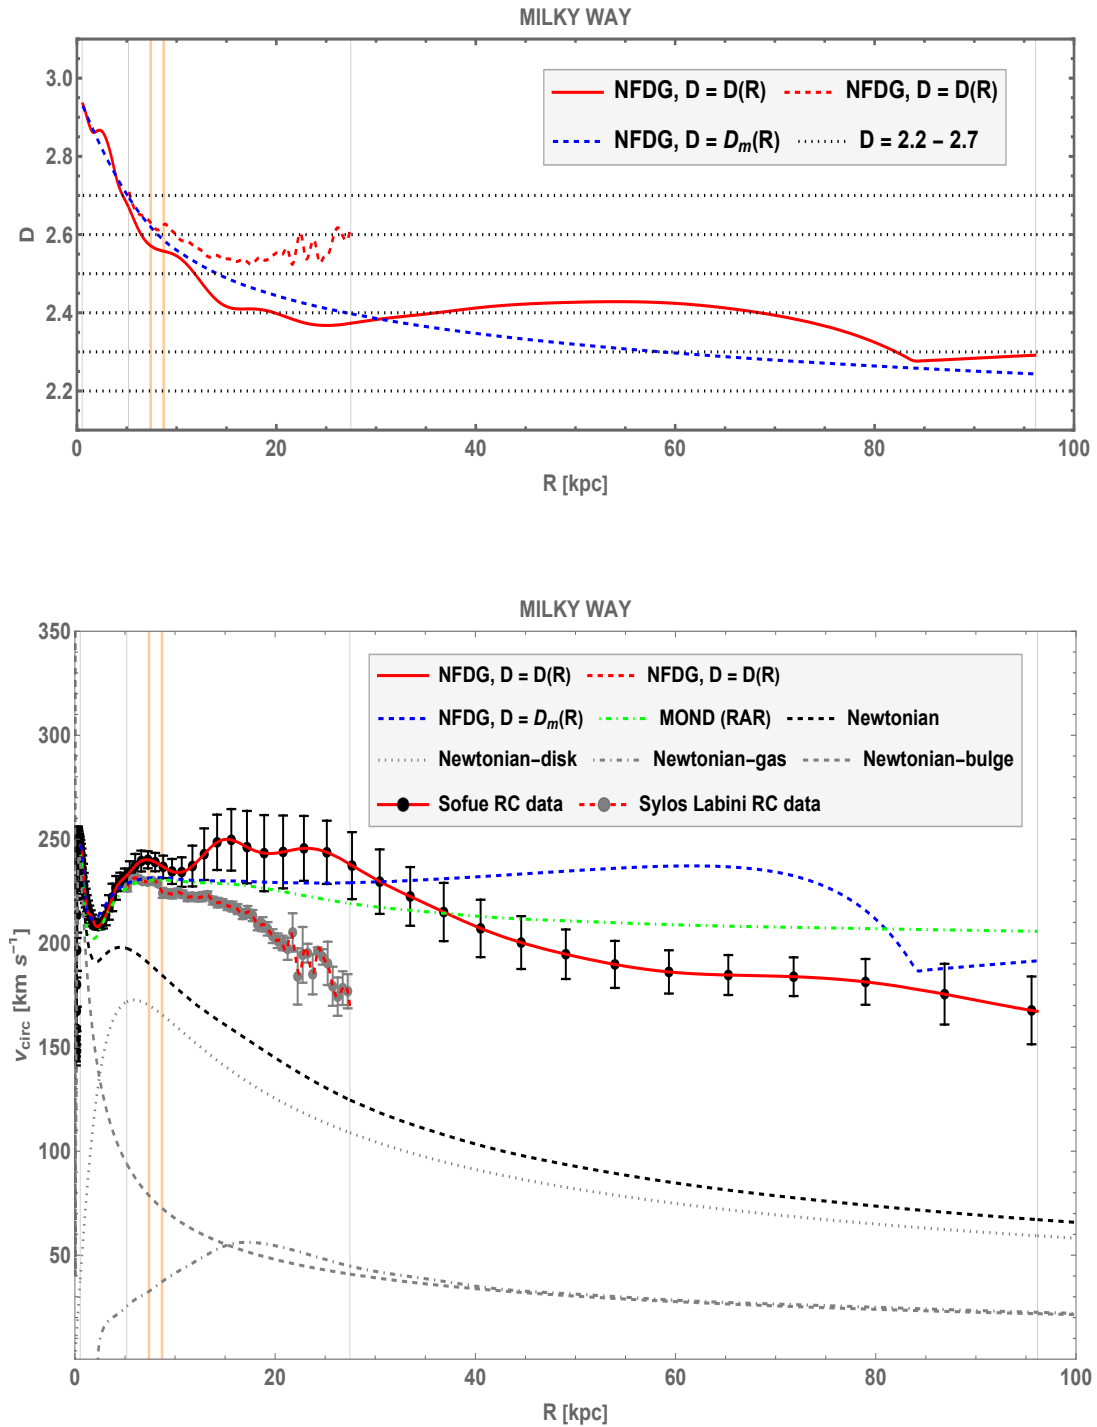 MILKY WAY
NFDG, D = D(R) NFDG, D = D(R)
NFDG, D = Dm(R) D = 2.2 – 2.7
3.0
2.8
2.6
2.4
2.2
D
0 20 40 60 80 100
R [kpc]
MILKY WAY
NFDG, D = D(R) NFDG, D = D(R)
NFDG, D = Dm(R) MOND (RAR) Newtonian
Newtonian–disk Newtonian–gas Newtonian–bulge
Sofue RC data Sylos Labini RC data
350
300
250
200
150
100
50
vcirc [km s⁻¹]
0 20 40 60 80 100
R [kpc]